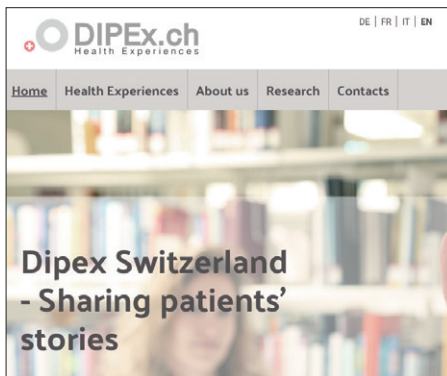 DE | FR | IT | EN
DIPEx.ch
Health Experiences
Home Health Experiences About us Research Contacts
Dipex Switzerland
- Sharing patients'
stories